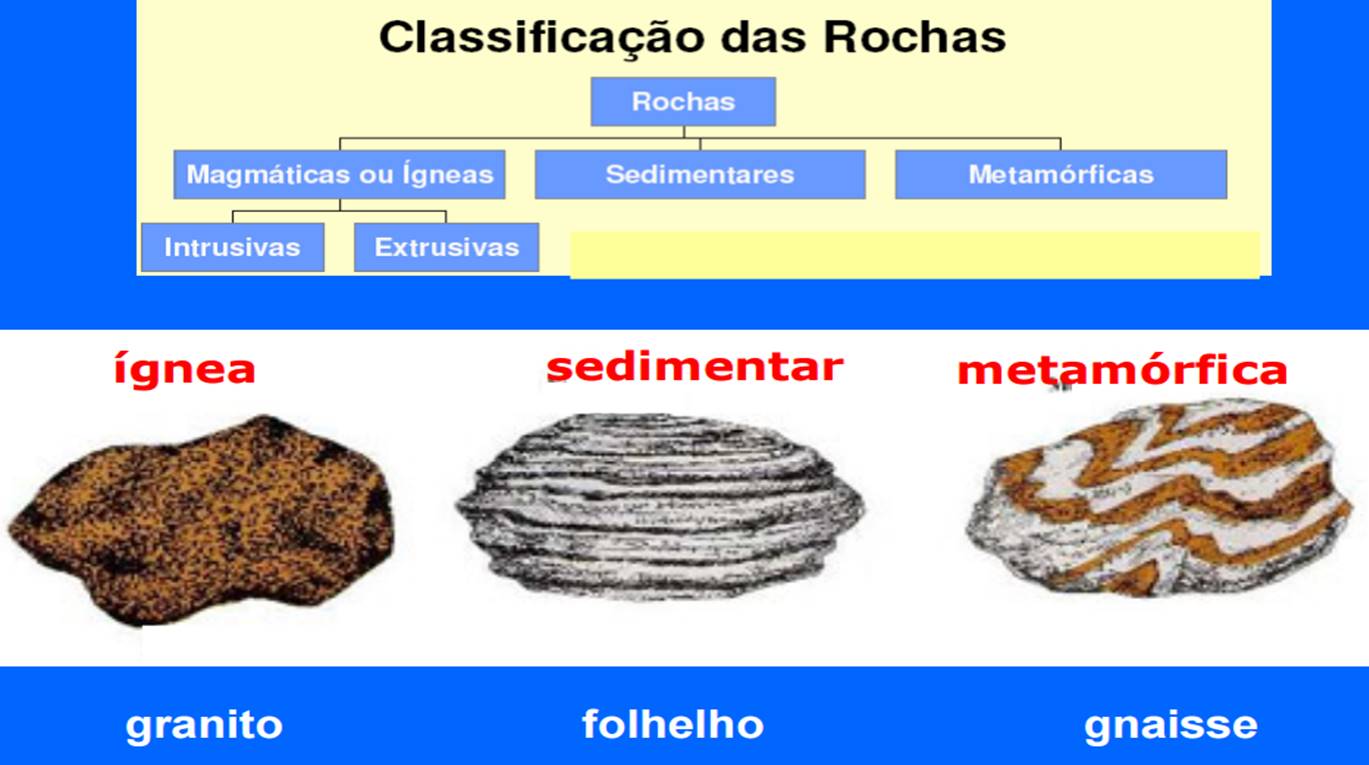 Classificação das Rochas
Rochas
Magmáticas ou Ígneas Sedimentares Metamórficas
Intrusivas Extrusivas
ígnea sedimentar metamórfica
granito folhelho gnaisse